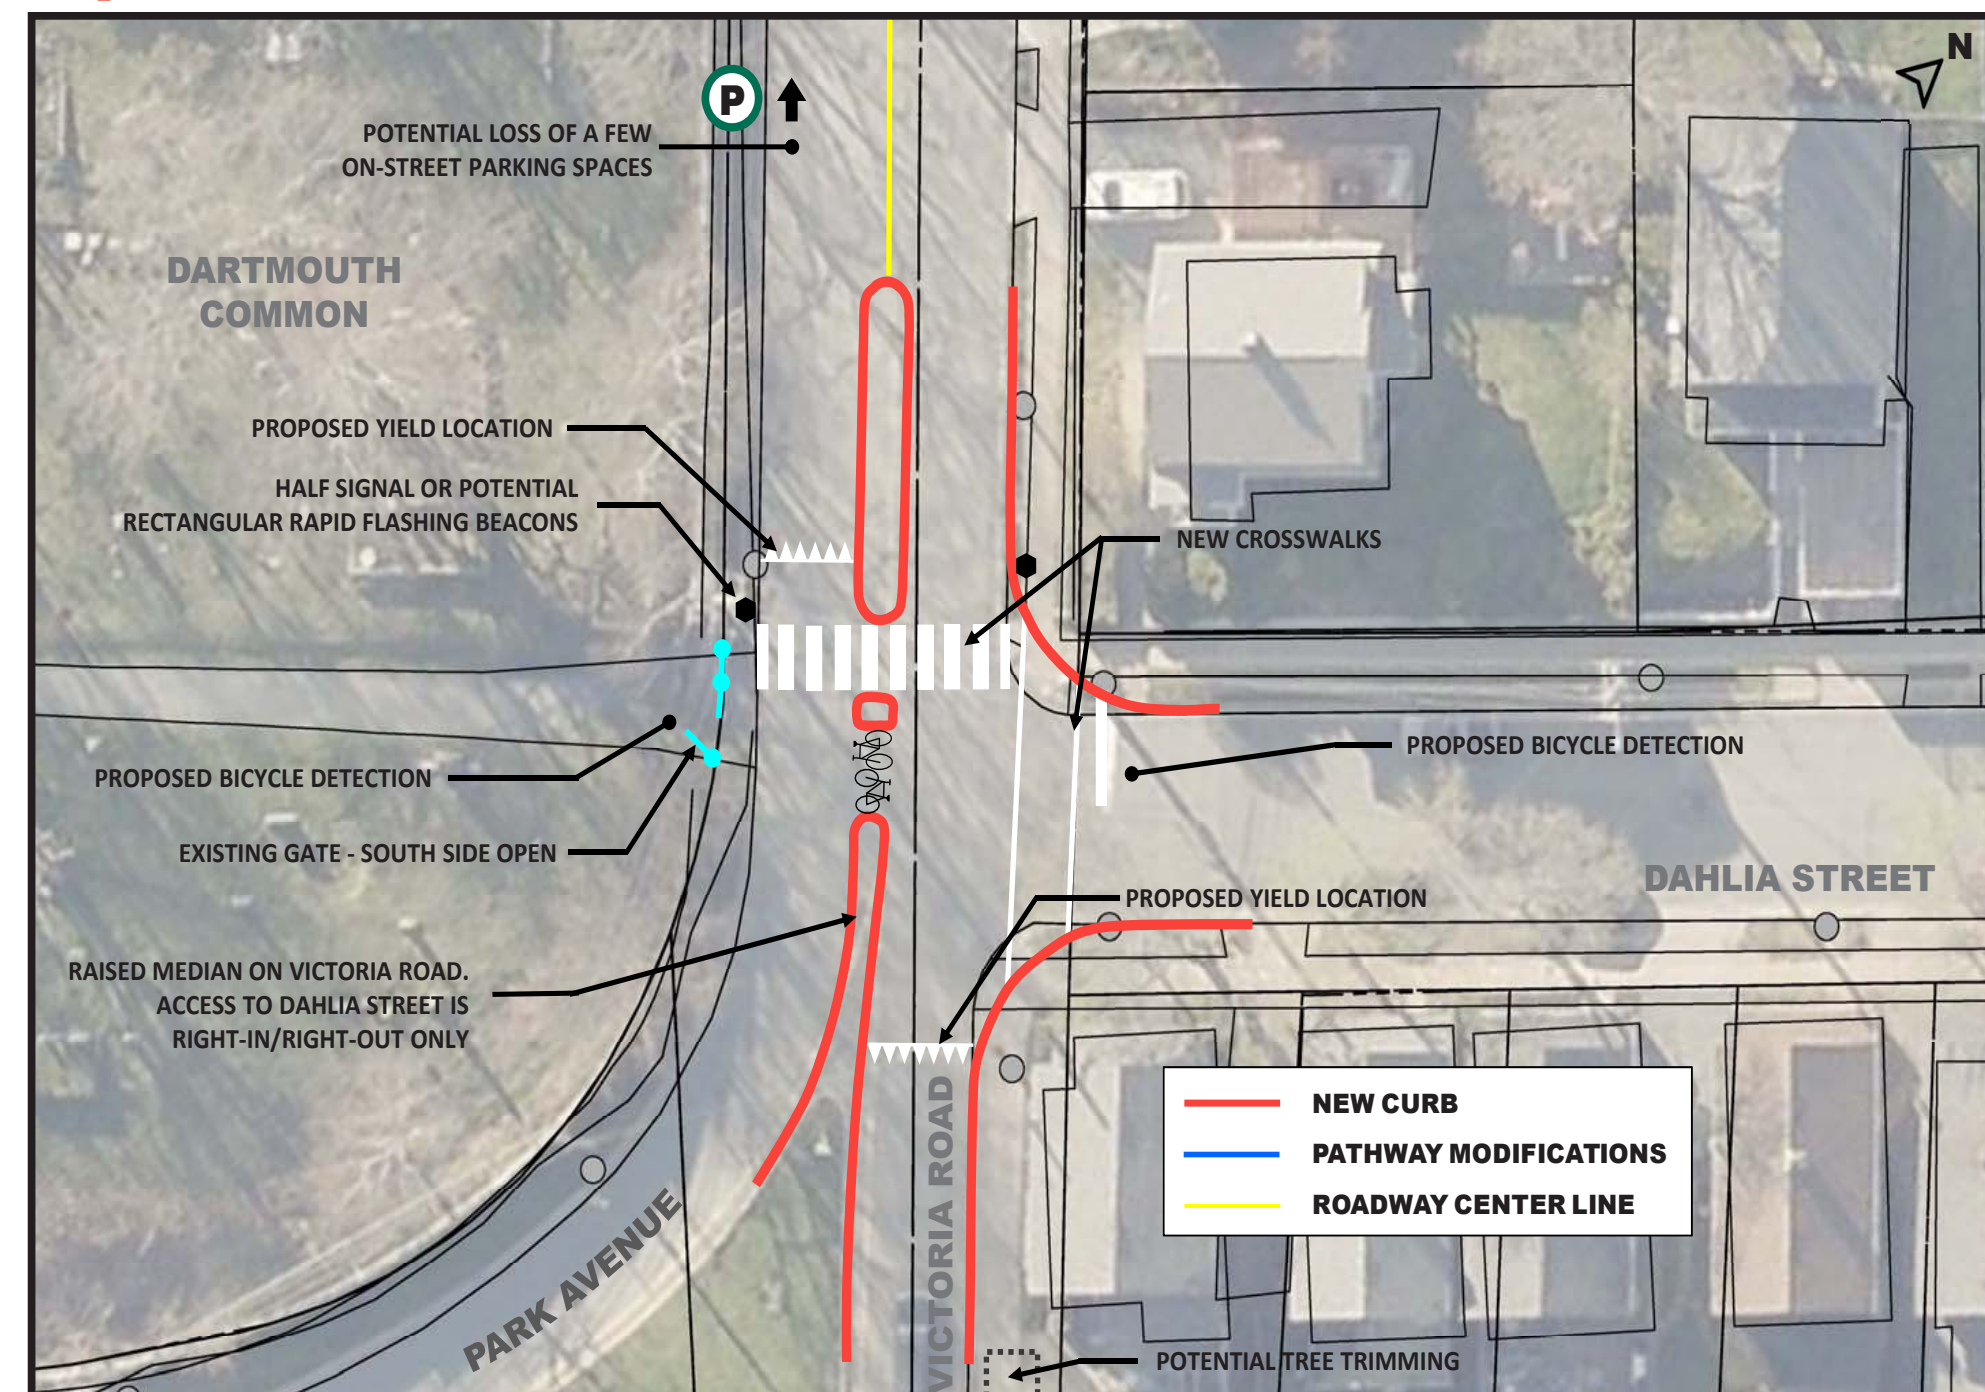 N
P
POTENTIAL LOSS OF A FEW
ON-STREET PARKING SPACES
DARTMOUTH
COMMON
PROPOSED YIELD LOCATION
HALF SIGNAL OR POTENTIAL
RECTANGULAR RAPID FLASHING BEACONS
NEW CROSSWALKS
PROPOSED BICYCLE DETECTION
PROPOSED BICYCLE DETECTION
EXISTING GATE - SOUTH SIDE OPEN
DAHLIA STREET
PROPOSED YIELD LOCATION
RAISED MEDIAN ON VICTORIA ROAD.
ACCESS TO DAHLIA STREET IS
RIGHT-IN/RIGHT-OUT ONLY
NEW CURB
PATHWAY MODIFICATIONS
ROADWAY CENTER LINE
VICTORIA ROAD
PARK AVENUE
POTENTIAL TREE TRIMMING